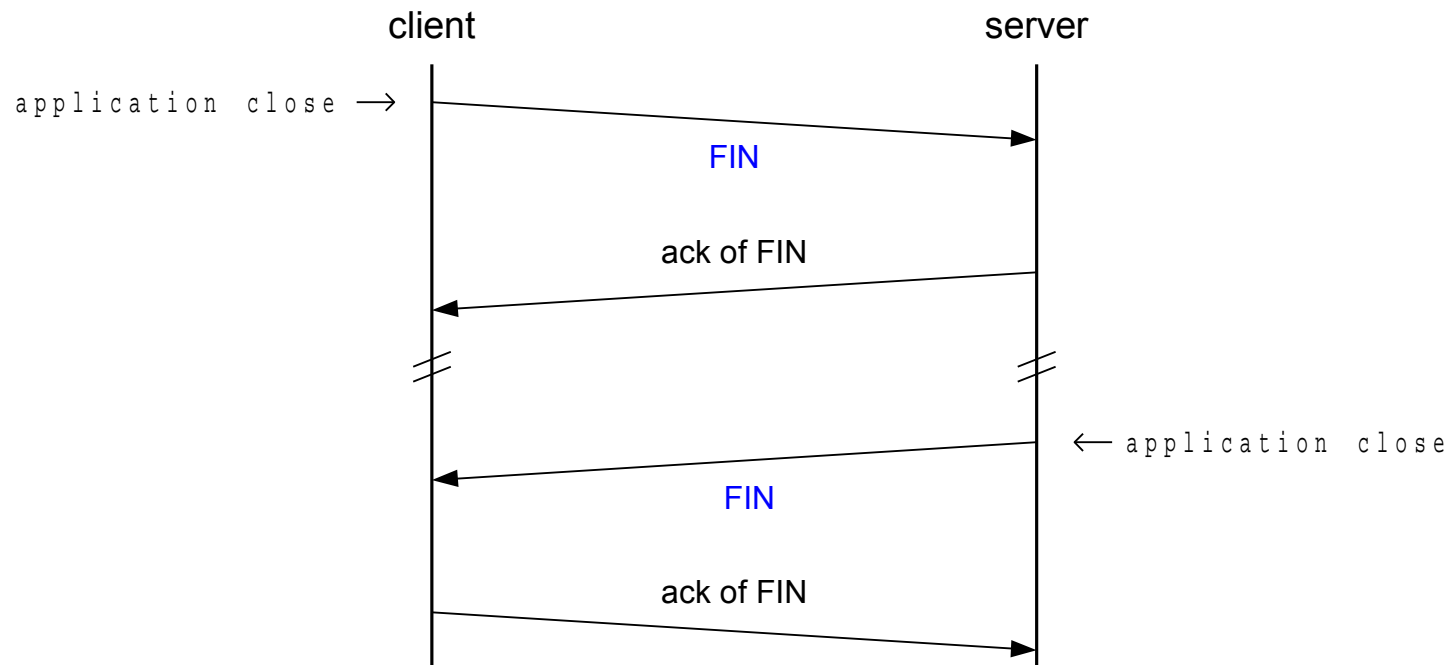 client
server
application close
FIN
ack of FIN
application close
FIN
ack of FIN